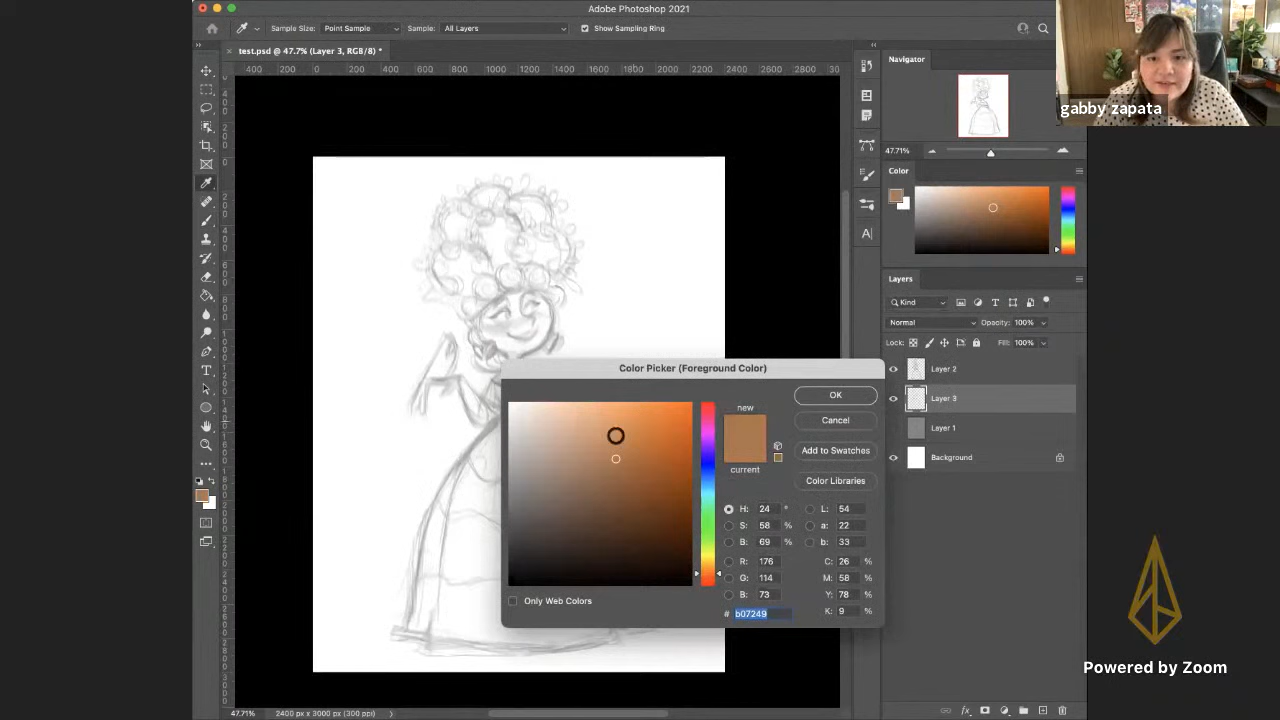 Adobe Photoshop 2021
Sample Size: Point Sample Sample: All Layers Show Sampling Ring
test.psd @ 47.7% (Layer 3, RGB/8) *
400 200 0 200 400 600 800 1000 1200 1400 1600 1800 2000 2200 2400 2600 2800 30
gabby zapata
Navigator
47.71%
Color
Layers
Kind
Normal Opacity: 100%
Lock: Fill: 100%
Layer 2
Layer 3
Layer 1
Background
Color Picker (Foreground Color)
new
current
OK
Cancel
Add to Swatches
Color Libraries
H: 24 °
S: 58 %
B: 69 %
R: 176
G: 114
B: 73
# b07249
L: 54
a: 22
b: 33
C: 26 %
M: 58 %
Y: 78 %
K: 9 %
Only Web Colors
47.71% 2400 px x 3000 px (300 ppi)
Powered by Zoom